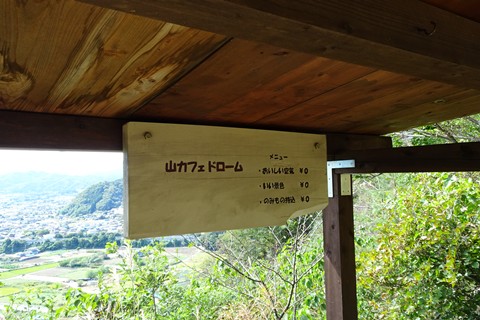 山カフェドローム
メニュー
・おいしい空気 ¥0
・いい景色 ¥0
・のみもの持込 ¥0